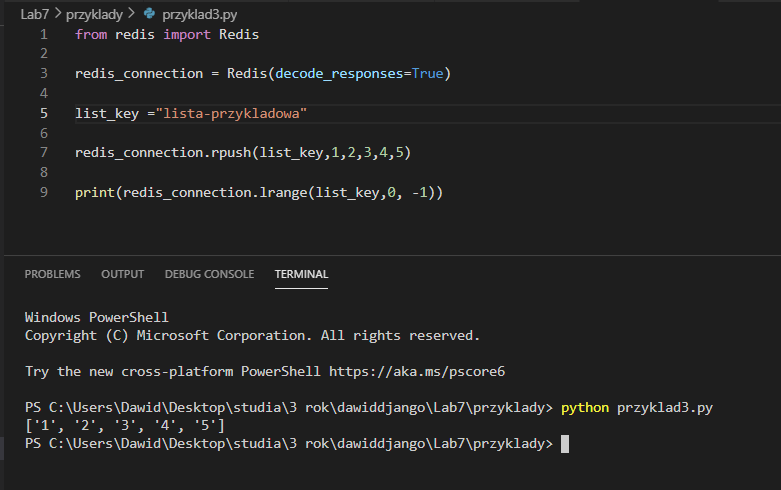 Lab7 > przyklady > przyklad3.py
1 from redis import Redis
2
3 redis_connection = Redis(decode_responses=True)
4
5 list_key ="lista-przykladowa"
6
7 redis_connection.rpush(list_key,1,2,3,4,5)
8
9 print(redis_connection.lrange(list_key,0, -1))
PROBLEMS OUTPUT DEBUG CONSOLE TERMINAL
Windows PowerShell
Copyright (C) Microsoft Corporation. All rights reserved.
Try the new cross-platform PowerShell https://aka.ms/pscore6
PS C:\Users\Dawid\Desktop\studia\3 rok\dawiddjango\Lab7\przyklady> python przyklad3.py
['1', '2', '3', '4', '5']
PS C:\Users\Dawid\Desktop\studia\3 rok\dawiddjango\Lab7\przyklady>